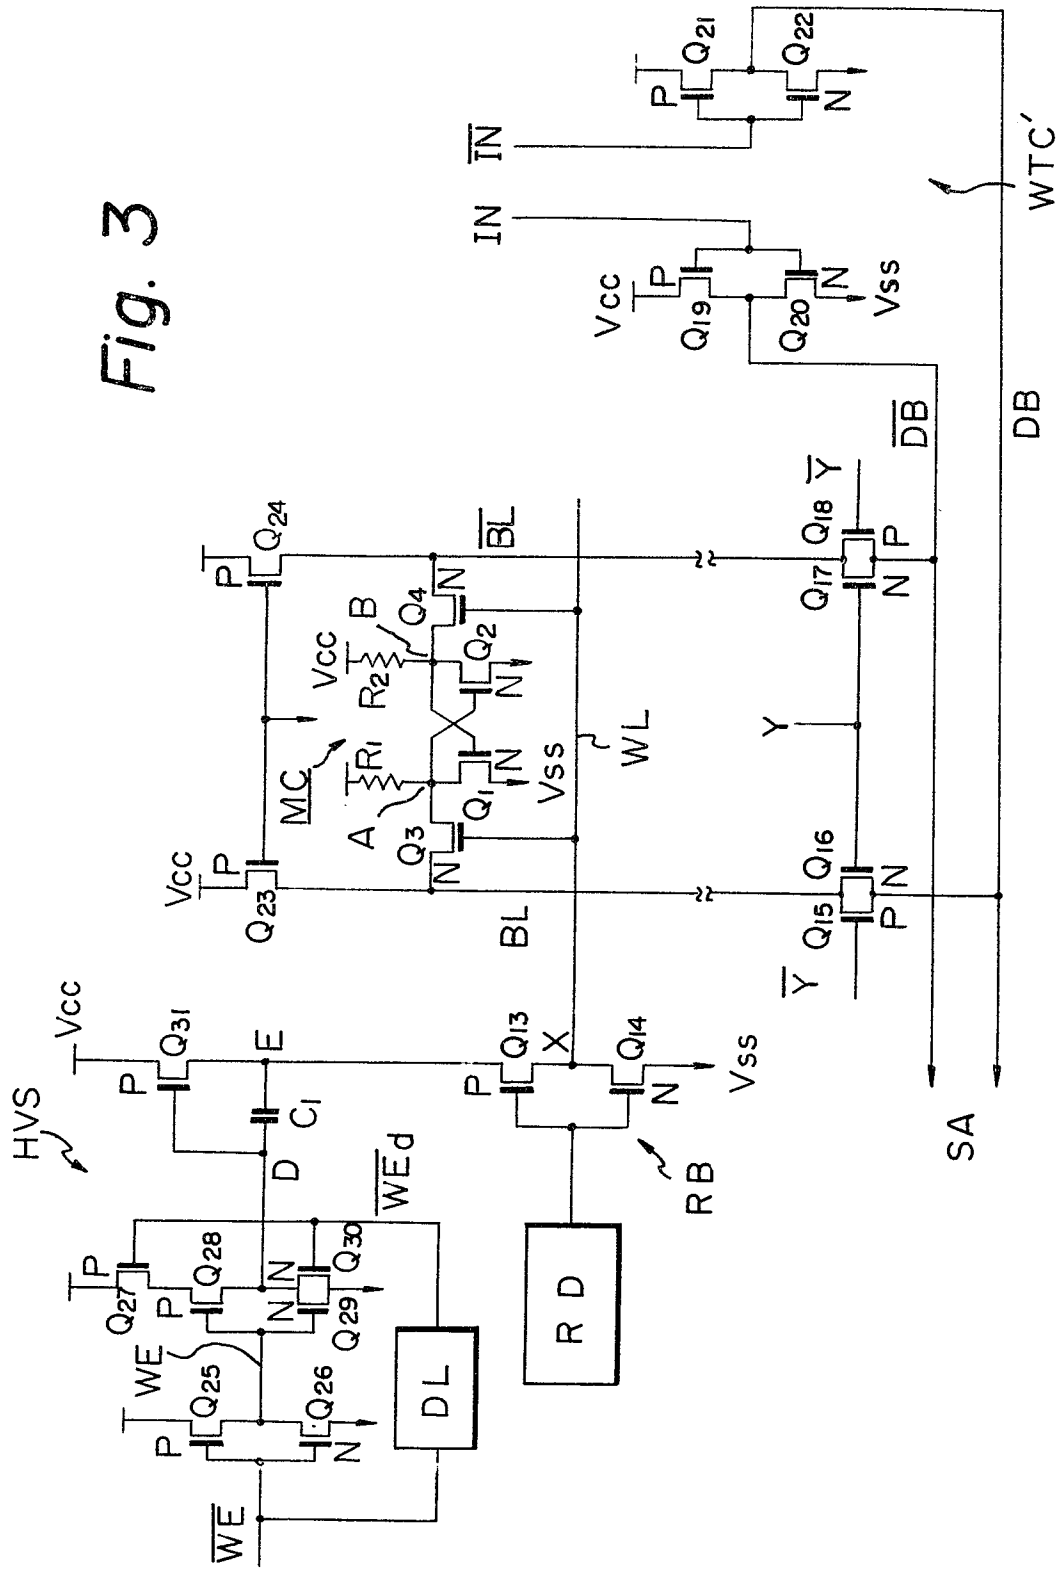 Fig. 3
HVS
Vcc
P
Q31
E
C1
D
WEd
P
Q27
P
Q28
N
N
Q29
Q30
WE
P
Q25
Q26
N
WE
DL
RD
RB
P
Q13
X
Q14
N
Vss
Vcc
P
Q23
P
Q24
MC
R1
Vcc
R2
A
B
Q3
N
Q1
N
Vss
Q2
N
Q4
N
BL
BL
WL
Y
Q15
P
Q16
N
Y
Q17
N
Q18
P
Y
DB
DB
SA
IN
IN
Vcc
P
Q19
Q20
N
Vss
P
Q21
Q22
N
WTC'